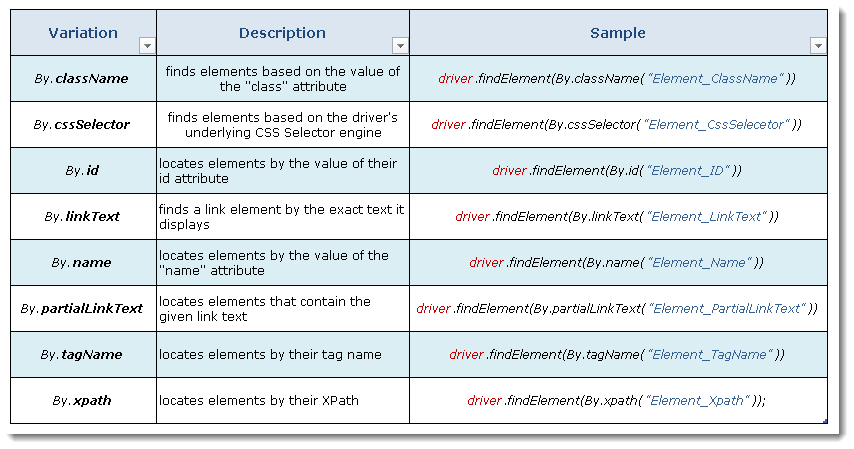 Variation Description Sample
By.className finds elements based on the value of driver.findElement(By.className( "Element_ClassName" ))
the "class" attribute
By.cssSelector finds elements based on the driver's driver.findElement(By.cssSelector( "Element_CssSelecetor" ))
underlying CSS Selector engine
By.id locates elements by the value of their driver.findElement(By.id( "Element_ID" ))
id attribute
By.linkText finds a link element by the exact text it driver.findElement(By.linkText( "Element_LinkText" ))
displays
By.name locates elements by the value of the driver.findElement(By.name( "Element_Name" ))
"name" attribute
By.partialLinkText locates elements that contain the driver.findElement(By.partialLinkText( "Element_PartialLinkText" ))
given link text
By.tagName locates elements by their tag name driver.findElement(By.tagName( "Element_TagName" ))
By.xpath locates elements by their XPath driver.findElement(By.xpath( "Element_Xpath" ));